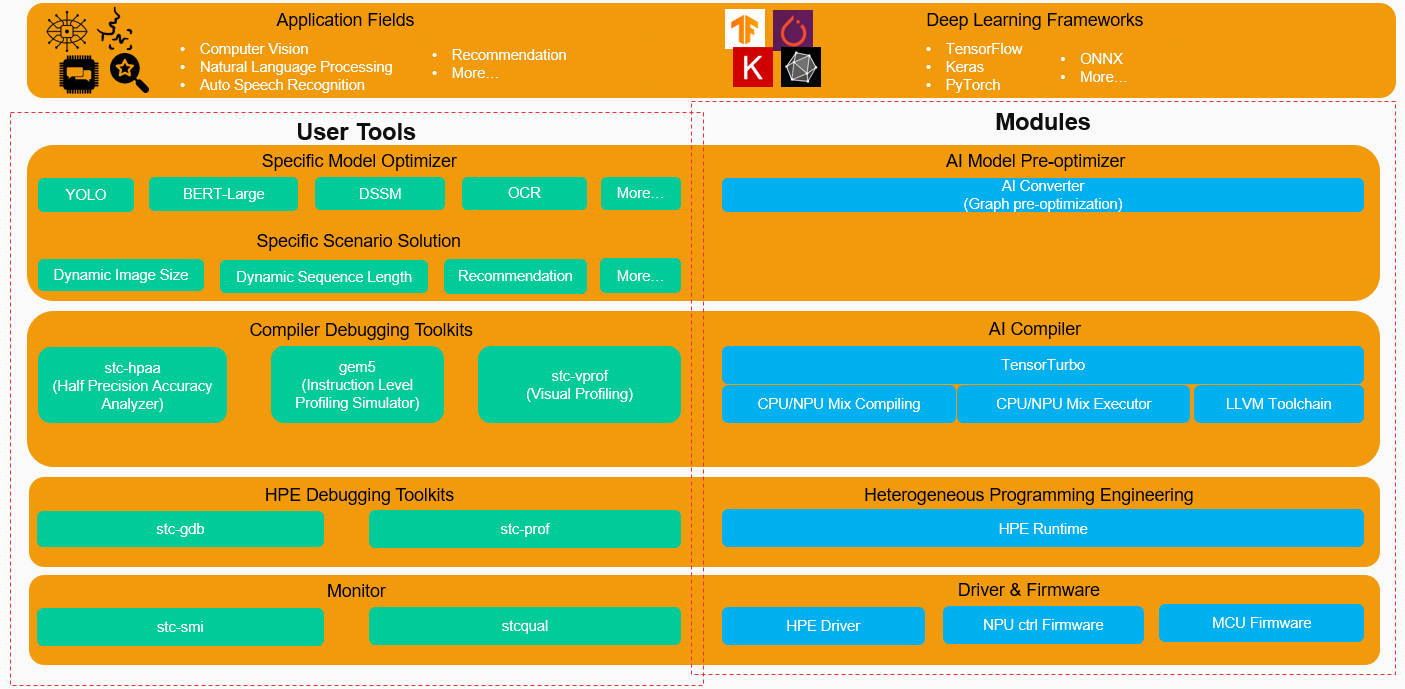 Application Fields
• Computer Vision
• Natural Language Processing
• Auto Speech Recognition
• Recommendation
• More...
Deep Learning Frameworks
• TensorFlow
• Keras
• PyTorch
• ONNX
• More...
K
User Tools
Modules
Specific Model Optimizer
YOLO
BERT-Large
DSSM
OCR
More...
Specific Scenario Solution
Dynamic Image Size
Dynamic Sequence Length
Recommendation
More...
AI Model Pre-optimizer
AI Converter
(Graph pre-optimization)
Compiler Debugging Toolkits
stc-hpaa
(Half Precision Accuracy
Analyzer)
gem5
(Instruction Level
Profiling Simulator)
stc-vprof
(Visual Profiling)
AI Compiler
TensorTurbo
CPU/NPU Mix Compiling
CPU/NPU Mix Executor
LLVM Toolchain
HPE Debugging Toolkits
stc-gdb
stc-prof
Heterogeneous Programming Engineering
HPE Runtime
Monitor
stc-smi
stcqual
Driver & Firmware
HPE Driver
NPU ctrl Firmware
MCU Firmware